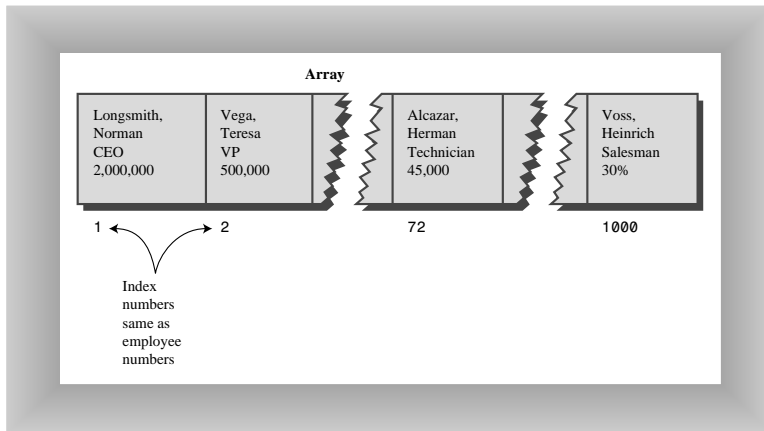 Array
Longsmith,
Norman
CEO
2,000,000
Vega,
Teresa
VP
500,000
Alcazar,
Herman
Technician
45,000
Voss,
Heinrich
Salesman
30%
1
2
72
1000
Index
numbers
same as
employee
numbers